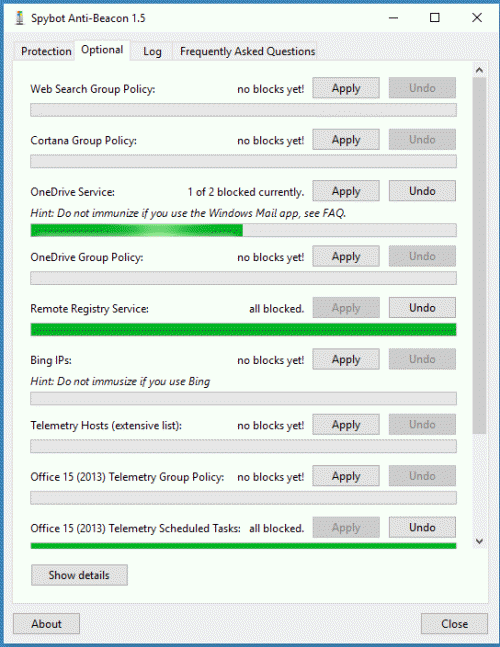 Spybot Anti-Beacon 1.5
Protection Optional Log Frequently Asked Questions
Web Search Group Policy: no blocks yet! Apply Undo
Cortana Group Policy: no blocks yet! Apply Undo
OneDrive Service: 1 of 2 blocked currently. Apply Undo
Hint: Do not immunize if you use the Windows Mail app, see FAQ.
OneDrive Group Policy: no blocks yet! Apply Undo
Remote Registry Service: all blocked. Apply Undo
Bing IPs: no blocks yet! Apply Undo
Hint: Do not immusize if you use Bing
Telemetry Hosts (extensive list): no blocks yet! Apply Undo
Office 15 (2013) Telemetry Group Policy: no blocks yet! Apply Undo
Office 15 (2013) Telemetry Scheduled Tasks: all blocked. Apply Undo
Show details
About Close